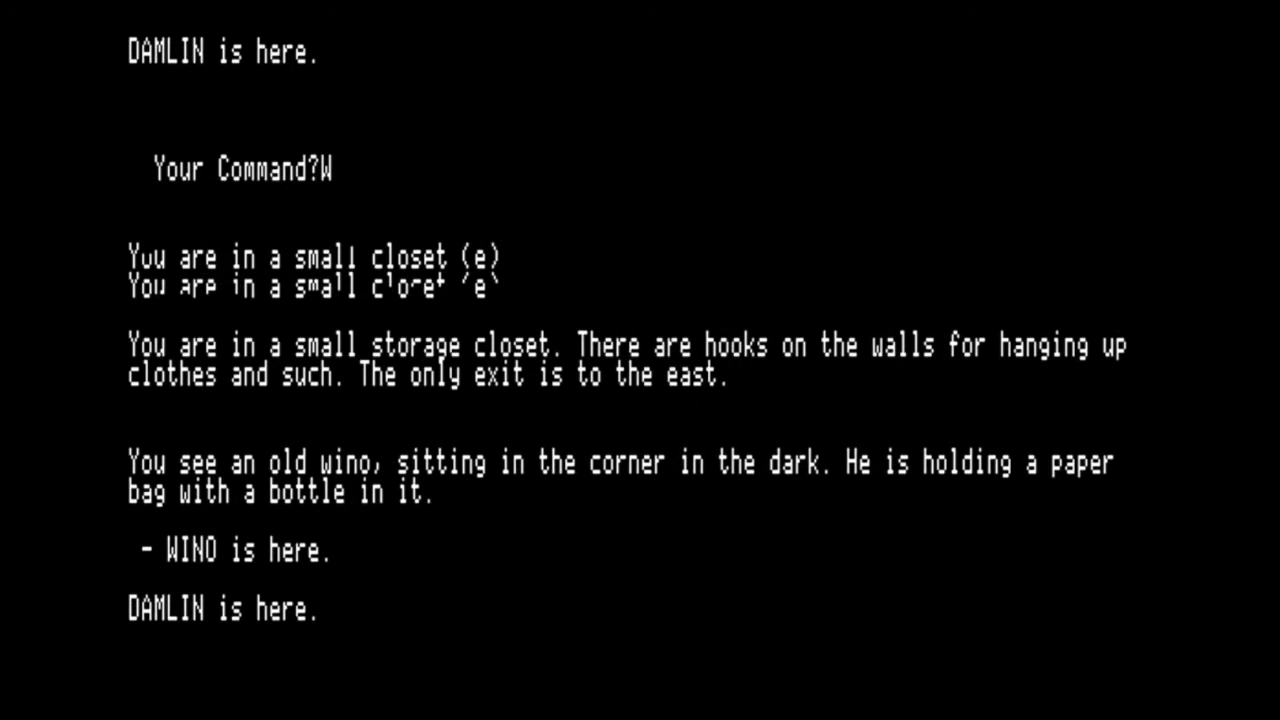 DAMLIN is here.
Your Command?W
You are in a small closet (e)
You are in a small closet (e)
You are in a small storage closet. There are hooks on the walls for hanging up
clothes and such. The only exit is to the east.
You see an old wino, sitting in the corner in the dark. He is holding a paper
bag with a bottle in it.
- WINO is here.
DAMLIN is here.